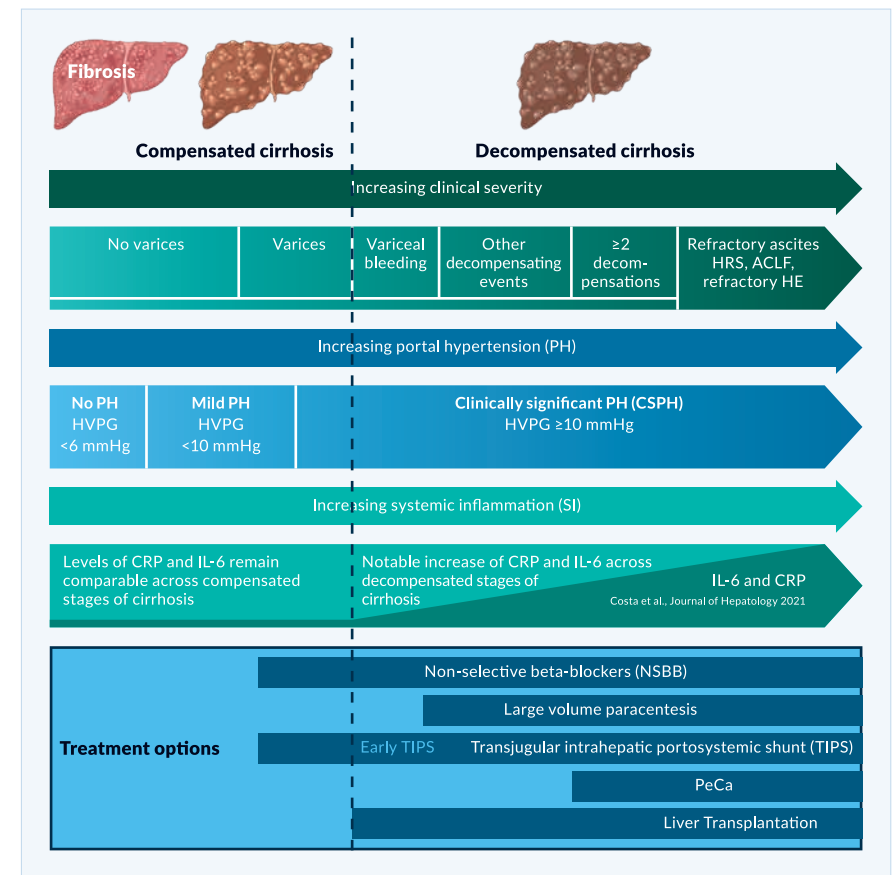 Fibrosis
Compensated cirrhosis
Decompensated cirrhosis
Increasing clinical severity
No varices
Varices
Variceal
bleeding
Other
decompensating
events
≥2
decom-
pensations
Refractory ascites
HRS, ACLF,
refractory HE
Increasing portal hypertension (PH)
No PH
HVPG
<6 mmHg
Mild PH
HVPG
<10 mmHg
Clinically significant PH (CSPH)
HVPG ≥10 mmHg
Increasing systemic inflammation (SI)
Levels of CRP and IL-6 remain
comparable across compensated
stages of cirrhosis
Notable increase of CRP and IL-6 across
decompensated stages of
cirrhosis
IL-6 and CRP
Costa et al., Journal of Hepatology 2021
Treatment options
Non-selective beta-blockers (NSBB)
Large volume paracentesis
Early TIPS
Transjugular intrahepatic portosystemic shunt (TIPS)
PeCa
Liver Transplantation